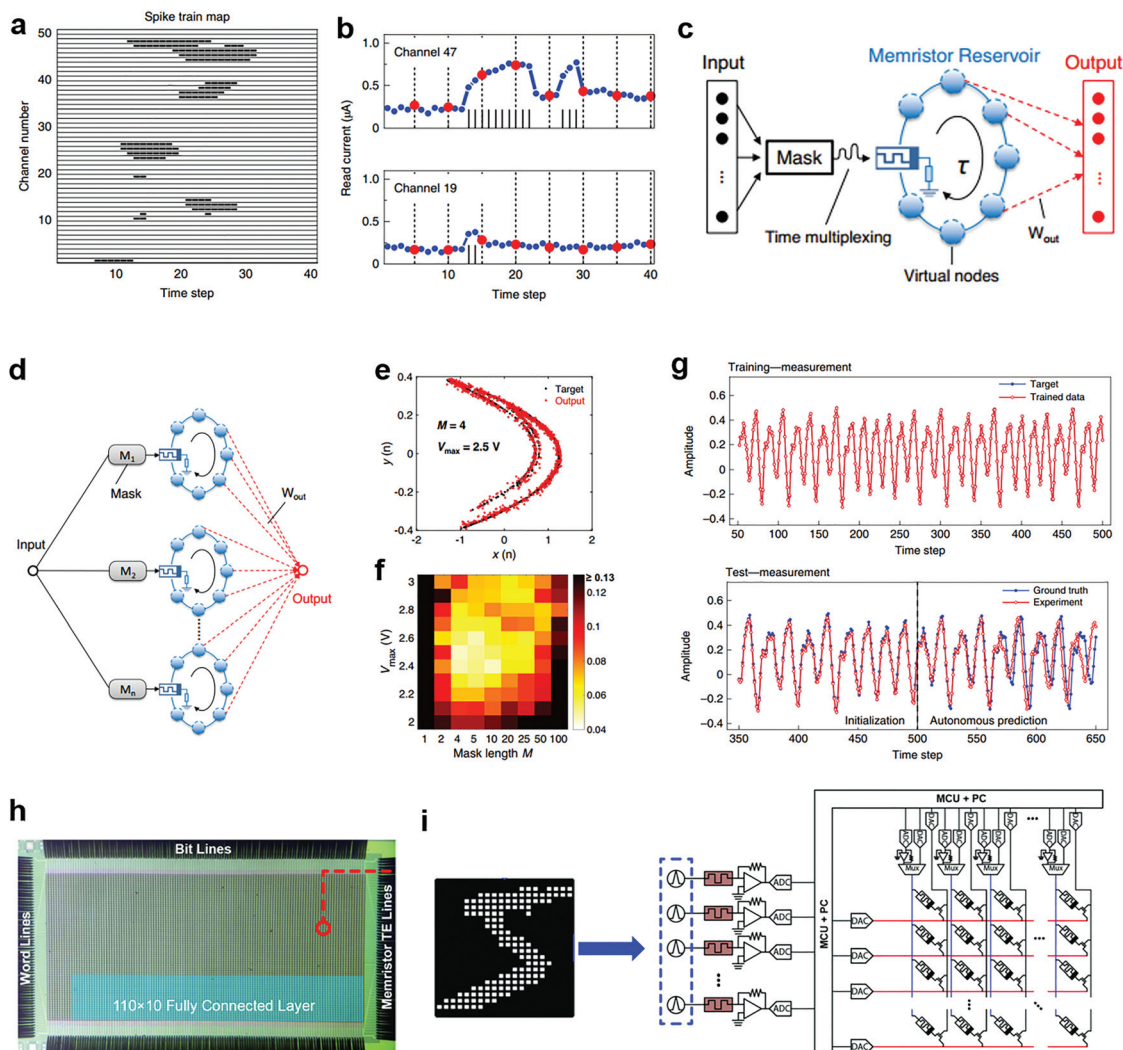 a
Spike train map
50
40
30
20
10
Channel number
10 20 30 40
Time step
b
Channel 47
1.0
0.5
0
Channel 19
1.0
0.5
0
Read current (µA)
0 10 20 30 40
Time step
c
Input
Memristor Reservoir
Output
Mask
τ
Time multiplexing
Wout
Virtual nodes
d
M1
Mask
Wout
Input
M2
Output
Mn
e
0.4
0.2
0
-0.2
-0.4
y (n)
Target
Output
M = 4
Vmax = 2.5 V
-2 -1 0 1 2
x (n)
f
3
2.8
2.6
2.4
2.2
2
Vmax (V)
1 2 4 5 10 20 25 50 100
Mask length M
≥ 0.13
0.12
0.1
0.08
0.06
0.04
g
Training—measurement
Target
Trained data
0.4
0.2
0
−0.2
−0.4
Amplitude
50 100 150 200 250 300 350 400 450 500
Time step
Test—measurement
Ground truth
Experiment
0.4
0.2
0
−0.2
−0.4
Amplitude
Initialization
Autonomous prediction
350 400 450 500 550 600 650
Time step
h
Bit Lines
Word Lines
Memristor TE Lines
110×10 Fully Connected Layer
i
MCU + PC
DAC ADC DAC ADC DAC ADC DAC ADC DAC
Mux Mux Mux Mux
ADC
ADC
ADC
ADC
MCU + PC
DAC
DAC
DAC